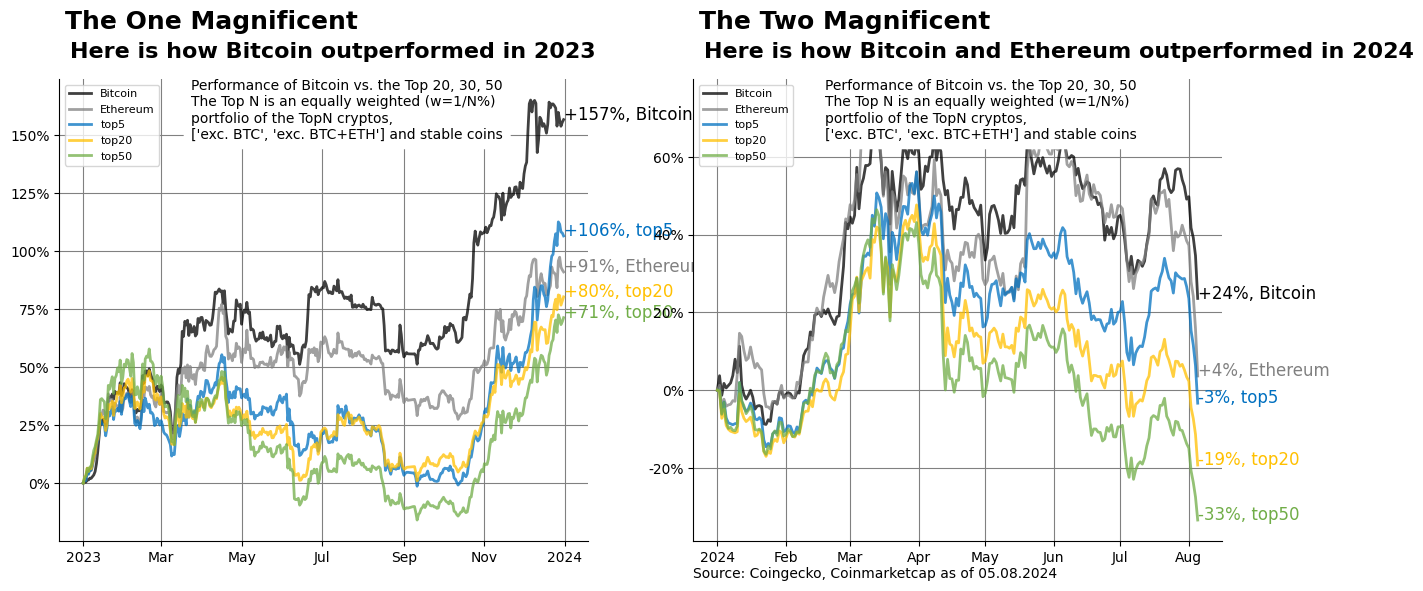 The One Magnificent
Here is how Bitcoin outperformed in 2023
Bitcoin
Ethereum
top5
top20
top50
Performance of Bitcoin vs. the Top 20, 30, 50
The Top N is an equally weighted (w=1/N%)
portfolio of the TopN cryptos,
['exc. BTC', 'exc. BTC+ETH'] and stable coins
150%
125%
100%
75%
50%
25%
0%
+157%, Bitcoin
+106%, top5
+91%, Ethereum
+80%, top20
+71%, top50
2023
Mar
May
Jul
Sep
Nov
2024
The Two Magnificent
Here is how Bitcoin and Ethereum outperformed in 2024
Bitcoin
Ethereum
top5
top20
top50
Performance of Bitcoin vs. the Top 20, 30, 50
The Top N is an equally weighted (w=1/N%)
portfolio of the TopN cryptos,
['exc. BTC', 'exc. BTC+ETH'] and stable coins
60%
40%
20%
0%
-20%
+24%, Bitcoin
+4%, Ethereum
-3%, top5
-19%, top20
-33%, top50
2024
Feb
Mar
Apr
May
Jun
Jul
Aug
Source: Coingecko, Coinmarketcap as of 05.08.2024